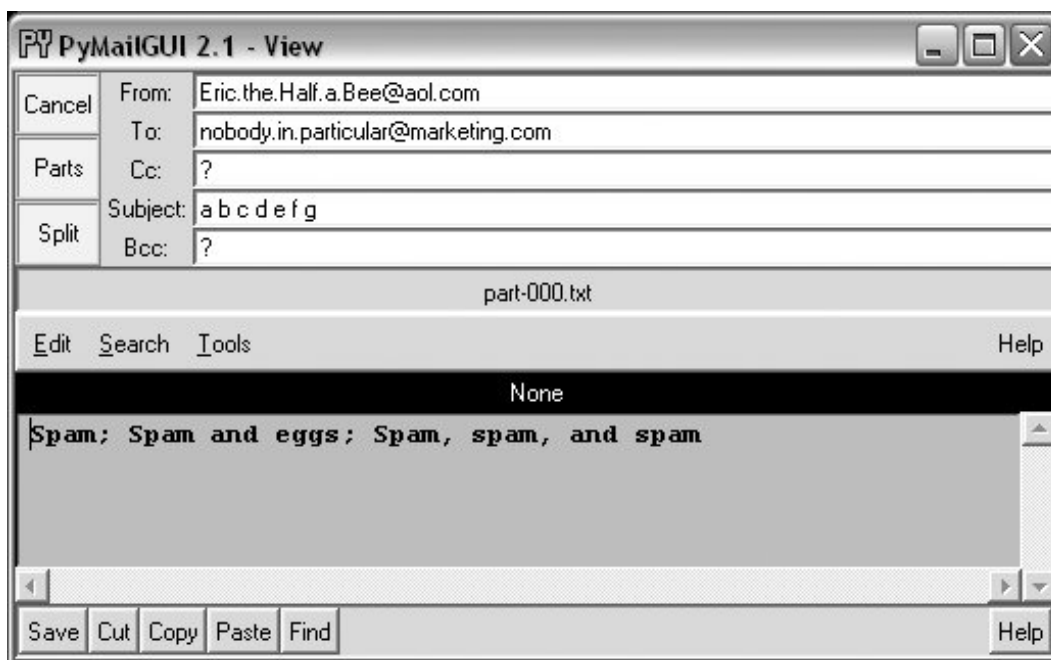 PY PyMailGUI 2.1 - View
Cancel
From: Eric.the.Half.a.Bee@aol.com
To: nobody.in.particular@marketing.com
Parts
Cc: ?
Subject: a b c d e f g
Split
Bcc: ?
part-000.txt
Edit Search Tools Help
None
Spam; Spam and eggs; Spam, spam, and spam
Save Cut Copy Paste Find Help